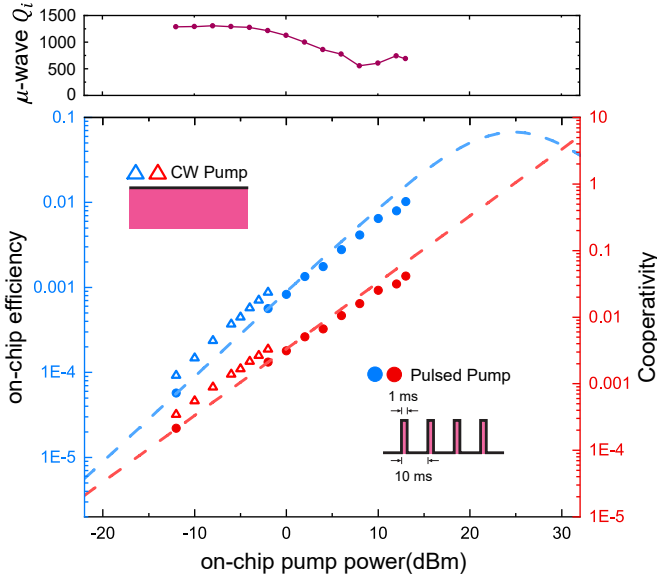 μ-wave Qi
1500
1000
500
0
on-chip efficiency
0.1
0.01
0.001
1E-4
1E-5
CW Pump
Pulsed Pump
1 ms
10 ms
10
1
0.1
0.01
0.001
1E-4
1E-5
Cooperativity
-20
-10
0
10
20
30
on-chip pump power(dBm)